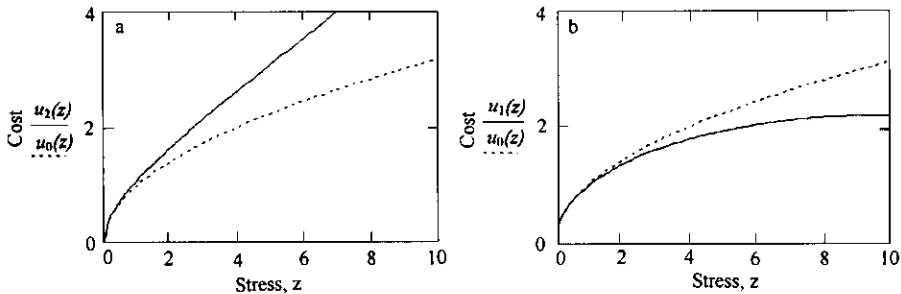 a
4
2
0
Cost u₂(z)
u₀(z)
0 2 4 6 8 10
Stress, z
b
4
2
0
Cost u₁(z)
u₀(z)
0 2 4 6 8 10
Stress, z